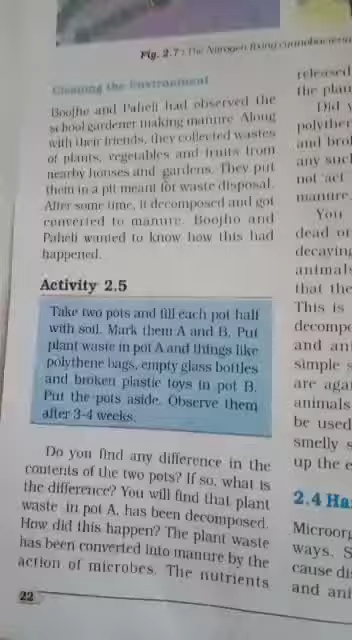 Fig. 2.7 : The Nitrogen fixing cyanobacteria
Cleaning the Environment
Boojho and Paheli had observed the
school gardener making manure. Along
with their friends, they collected wastes
of plants, vegetables and fruits from
nearby houses and gardens. They put
them in a pit meant for waste disposal.
After some time, it decomposed and got
converted to manure. Boojho and
Paheli wanted to know how this had
happened.
Activity 2.5
Take two pots and fill each pot half
with soil. Mark them A and B. Put
plant waste in pot A and things like
polythene bags, empty glass bottles
and broken plastic toys in pot B.
Put the pots aside. Observe them
after 3-4 weeks.
Do you find any difference in the
contents of the two pots? If so, what is
the difference? You will find that plant
waste in pot A, has been decomposed.
How did this happen? The plant waste
has been converted into manure by the
action of microbes. The nutrients
22
released
the plan
Did y
polyther
and brol
any such
not act
manure.
You
dead or
decaying
animals
that the
This is
decompo
and ani
simple s
are agai
animals
be used
smelly s
up the e
2.4 Ha
Microorg
ways. S
cause di
and ani